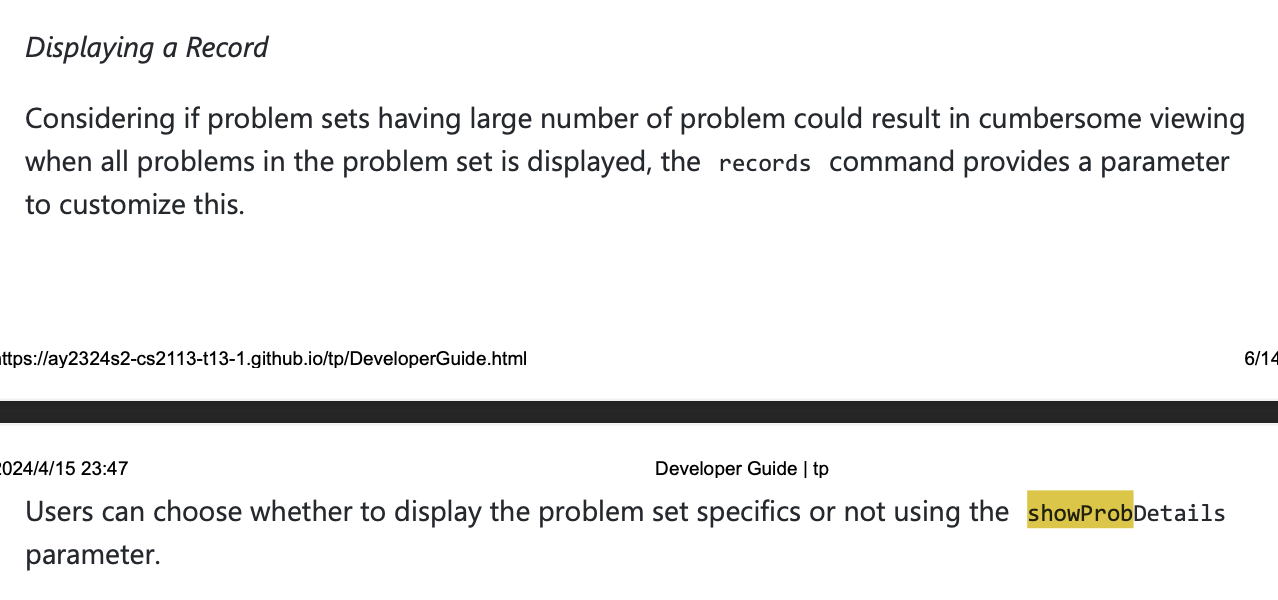 Displaying a Record
Considering if problem sets having large number of problem could result in cumbersome viewing
when all problems in the problem set is displayed, the records command provides a parameter
to customize this.
ttps://ay2324s2-cs2113-t13-1.github.io/tp/DeveloperGuide.html 6/14
2024/4/15 23:47 Developer Guide | tp
Users can choose whether to display the problem set specifics or not using the showProbDetails
parameter.